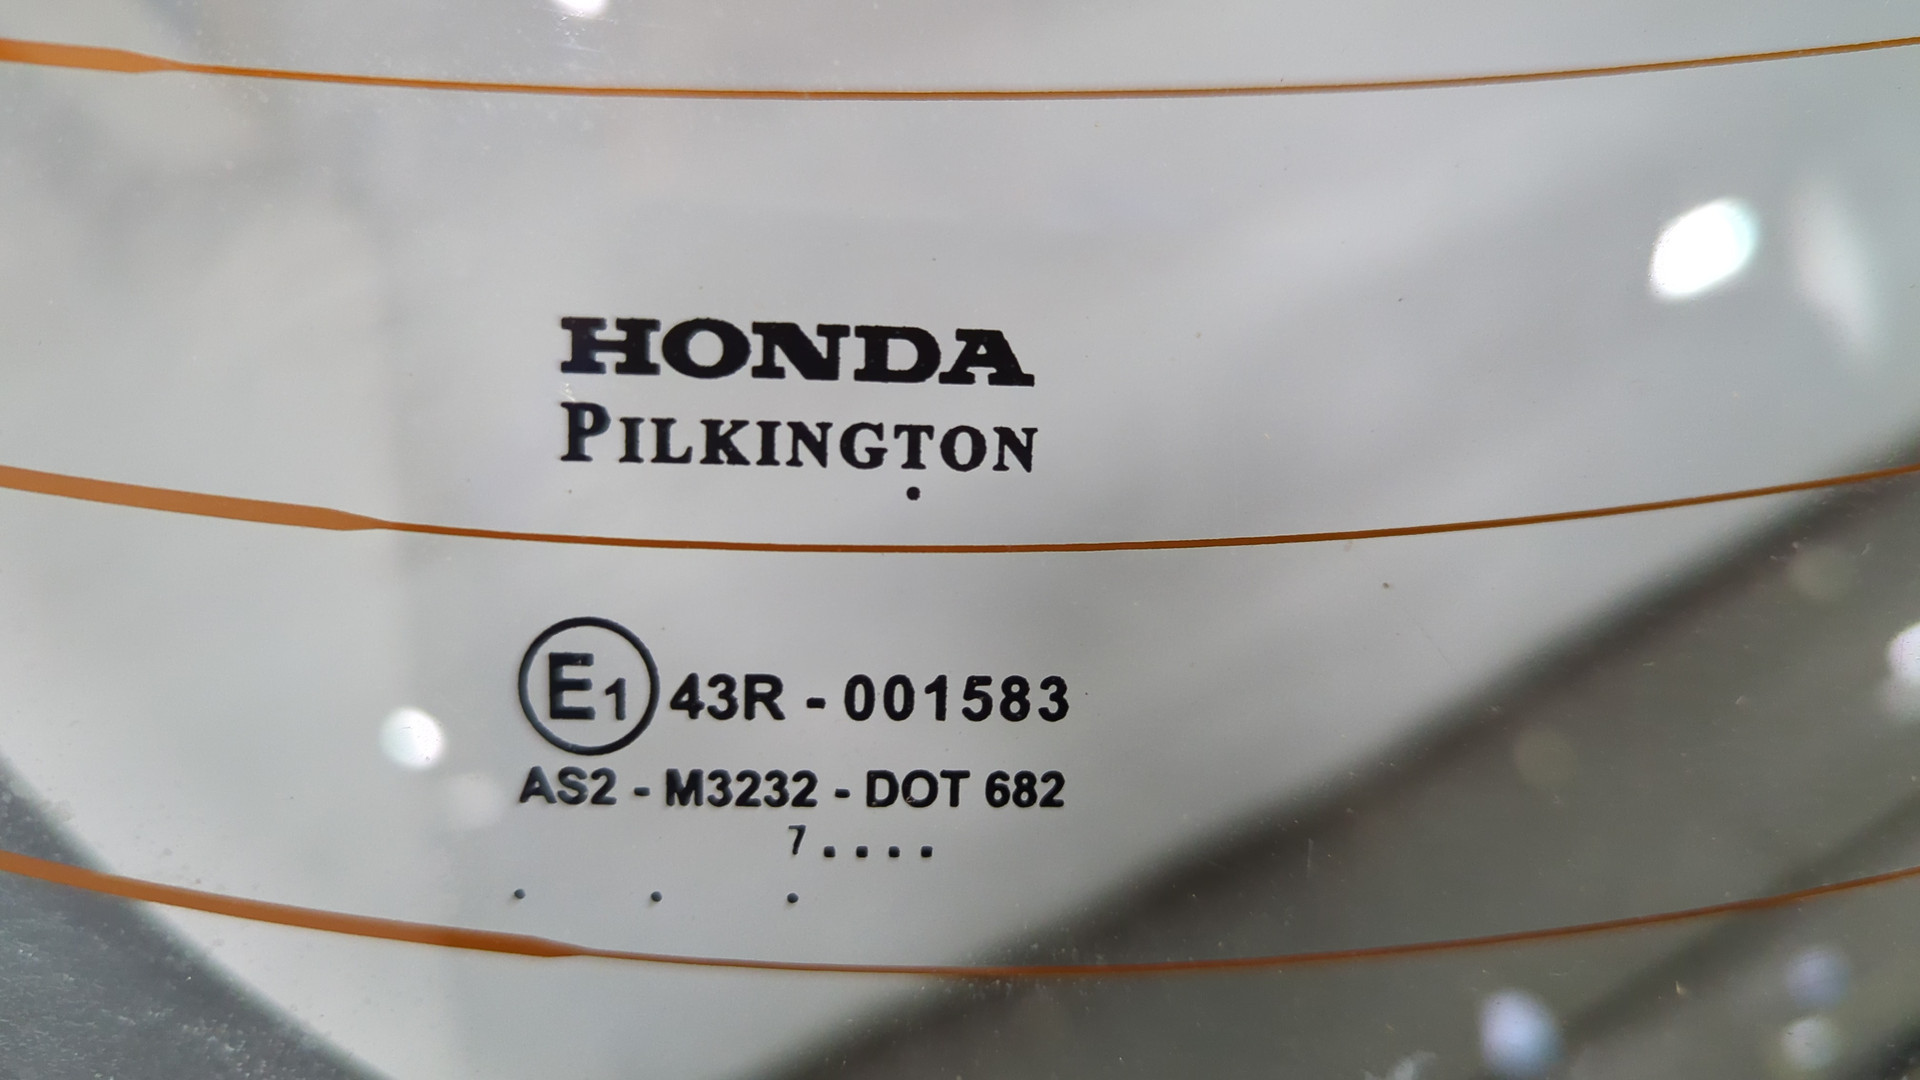 HONDA
PILKINGTON
.
E1 43R - 001583
AS2 - M3232 - DOT 682
7....
. . .